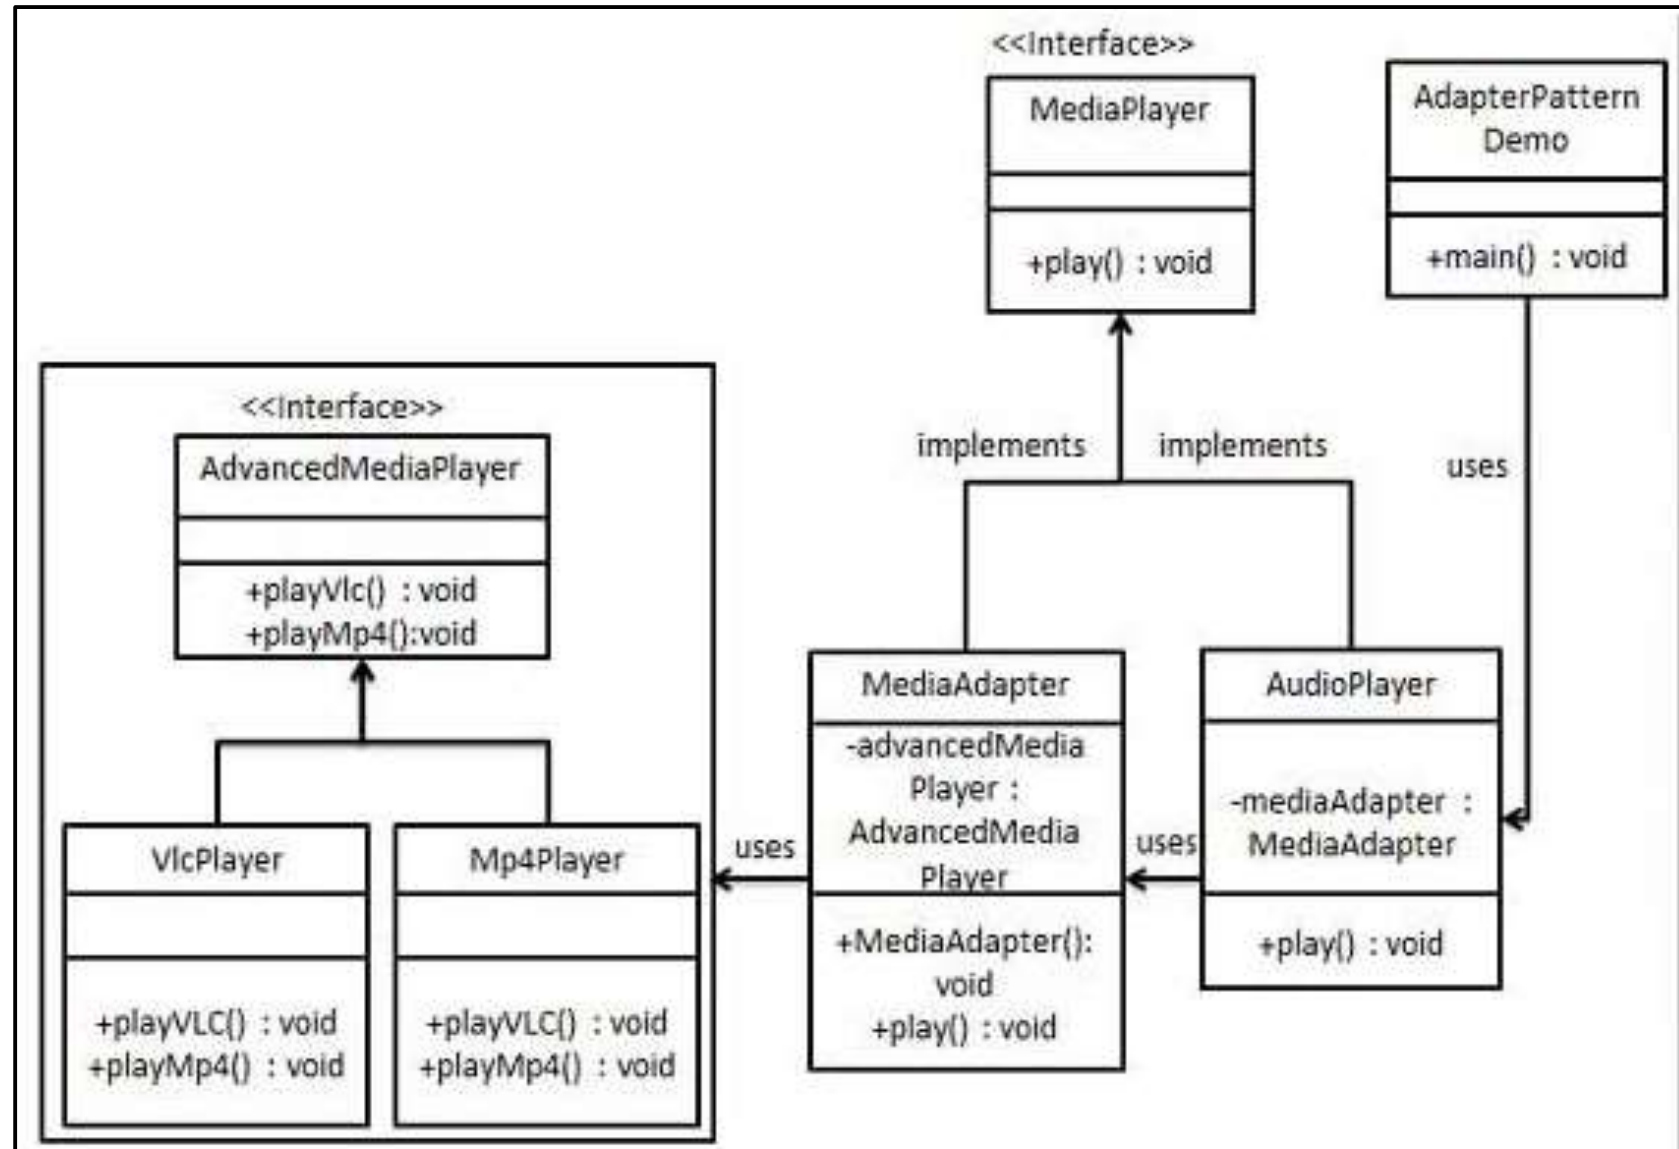 <<Interface>>
MediaPlayer
+play() : void
AdapterPattern
Demo
+main() : void
implements
implements
uses
<<Interface>>
AdvancedMediaPlayer
+playVlc() : void
+playMp4():void
VlcPlayer
+playVLC() : void
+playMp4() : void
Mp4Player
+playVLC() : void
+playMp4() : void
uses
MediaAdapter
-advancedMedia
Player :
AdvancedMedia
Player
+MediaAdapter():
void
+play() : void
uses
AudioPlayer
-mediaAdapter :
MediaAdapter
+play() : void